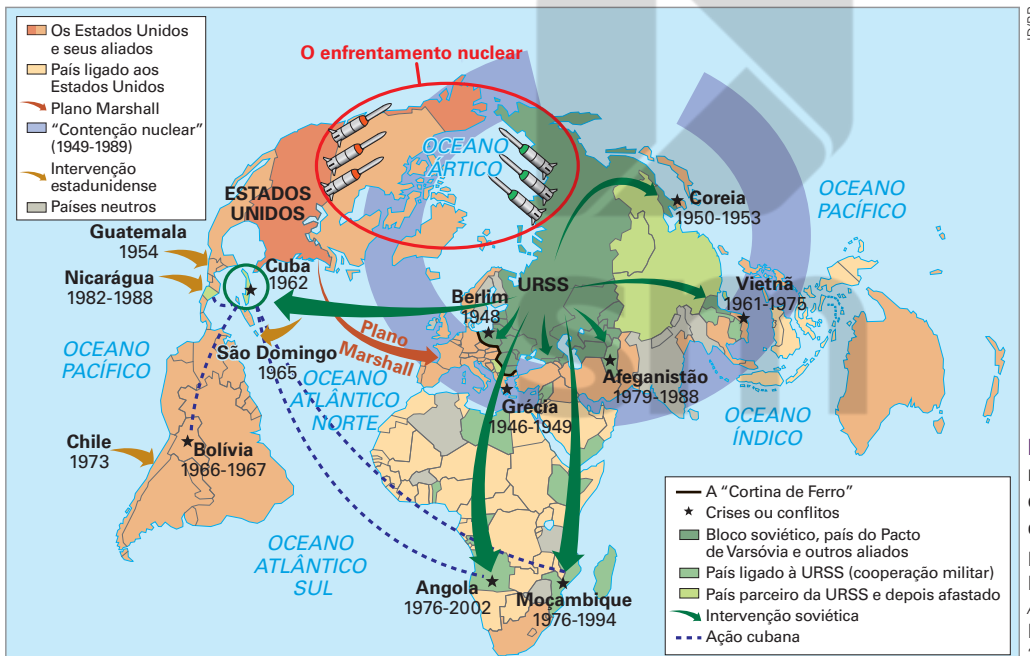 Os Estados Unidos
e seus aliados
País ligado aos
Estados Unidos
Plano Marshall
"Contenção nuclear"
(1949-1989)
Intervenção
estadunidense
Países neutros
O enfrentamento nuclear
OCEANO
ÁRTICO
ESTADOS
UNIDOS
Guatemala
1954
Nicarágua
1982-1988
Cuba
1962
São Domingo
1965
OCEANO
PACÍFICO
Chile
1973
Bolívia
1966-1967
Plano
Marshall
OCEANO
ATLÂNTICO
NORTE
OCEANO
ATLÂNTICO
SUL
Berlim
1948
URSS
Grécia
1946-1949
Afeganistão
1979-1988
Coreia
1950-1953
OCEANO
PACÍFICO
Vietnã
1961-1975
OCEANO
ÍNDICO
Angola
1976-2002
Moçambique
1976-1994
A "Cortina de Ferro"
Crises ou conflitos
Bloco soviético, país do Pacto
de Varsóvia e outros aliados
País ligado à URSS (cooperação militar)
País parceiro da URSS e depois afastado
Intervenção soviética
Ação cubana